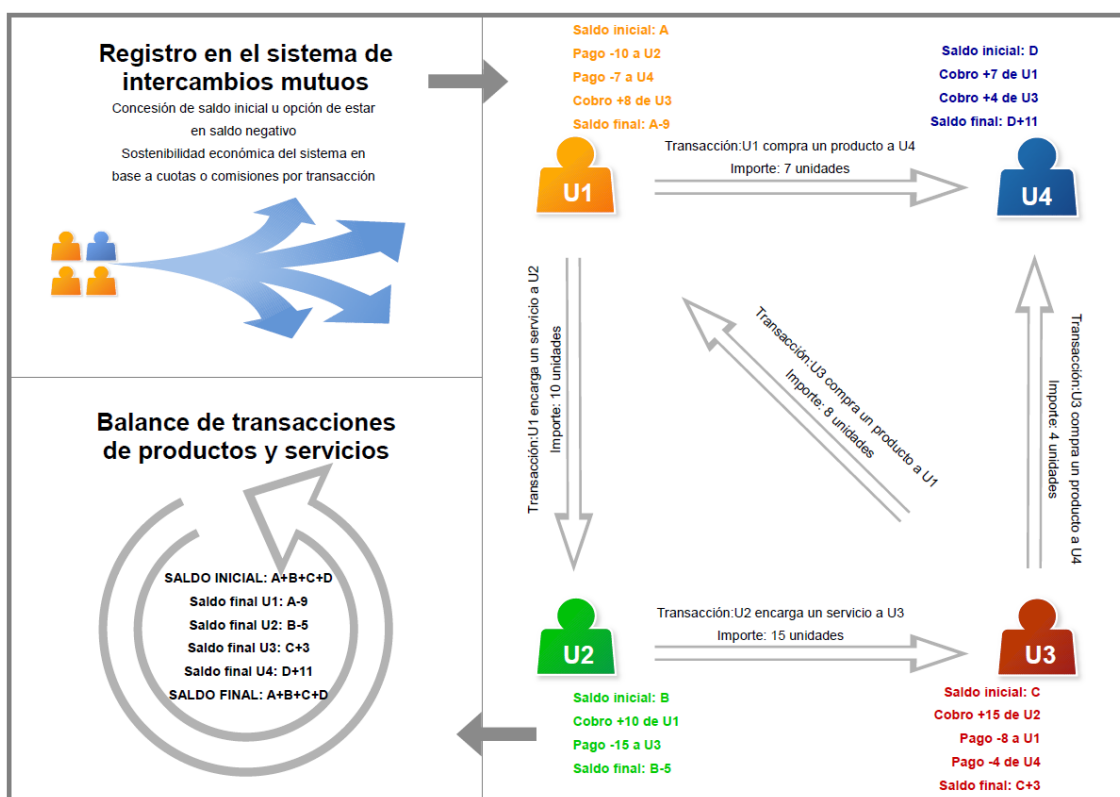 Registro en el sistema de
intercambios mutuos
Concesión de saldo inicial u opción de estar
en saldo negativo
Sostenibilidad económica del sistema en
base a cuotas o comisiones por transacción
Saldo inicial: A
Pago -10 a U2
Pago -7 a U4
Cobro +8 de U3
Saldo final: A-9
U1
Saldo inicial: D
Cobro +7 de U1
Cobro +4 de U3
Saldo final: D+11
U4
Transacción:U1 compra un producto a U4
Importe: 7 unidades
Transacción:U1 encarga un servicio a U2
Importe: 10 unidades
Transacción:U3 compra un producto a U1
Importe: 8 unidades
Transacción:U3 compra un producto a U4
Importe: 4 unidades
Balance de transacciones
de productos y servicios
SALDO INICIAL: A+B+C+D
Saldo final U1: A-9
Saldo final U2: B-5
Saldo final U3: C+3
Saldo final U4: D+11
SALDO FINAL: A+B+C+D
U2
Transacción:U2 encarga un servicio a U3
Importe: 15 unidades
U3
Saldo inicial: B
Cobro +10 de U1
Pago -15 a U3
Saldo final: B-5
Saldo inicial: C
Cobro +15 de U2
Pago -8 a U1
Pago -4 de U4
Saldo final: C+3